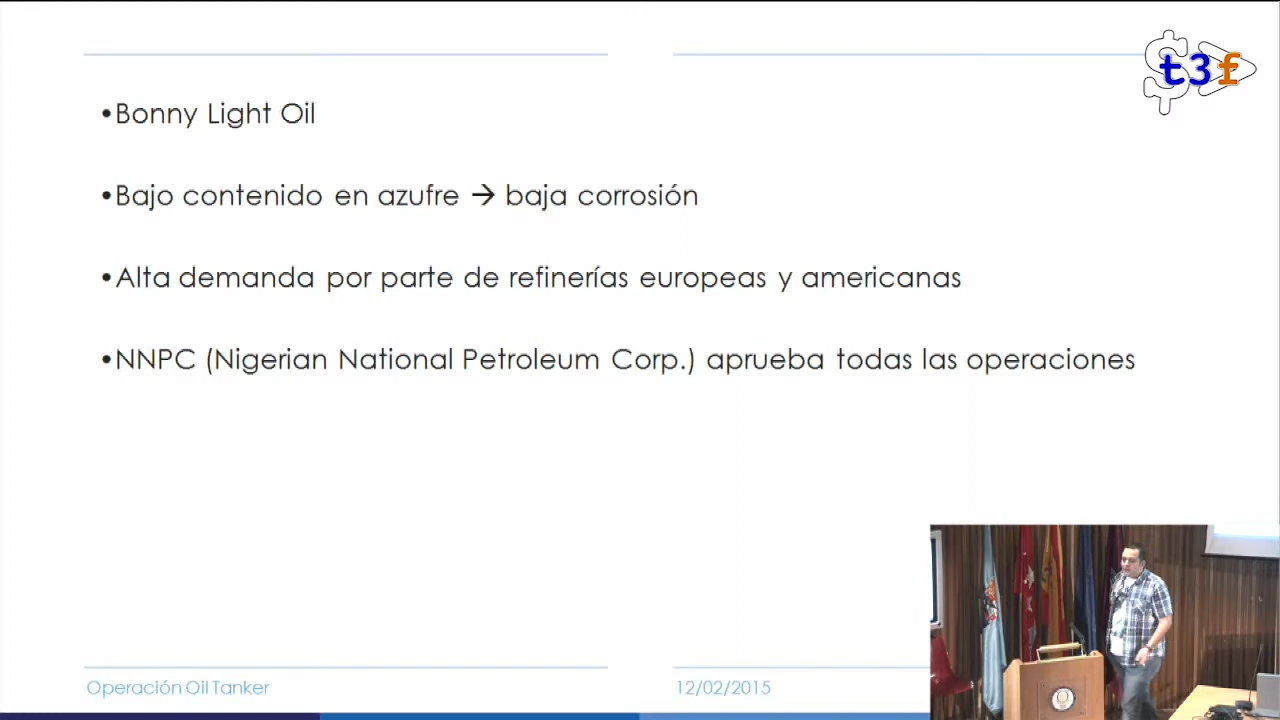 t3f
•Bonny Light Oil
•Bajo contenido en azufre → baja corrosión
•Alta demanda por parte de refinerías europeas y americanas
•NNPC (Nigerian National Petroleum Corp.) aprueba todas las operaciones
Operación Oil Tanker
12/02/2015